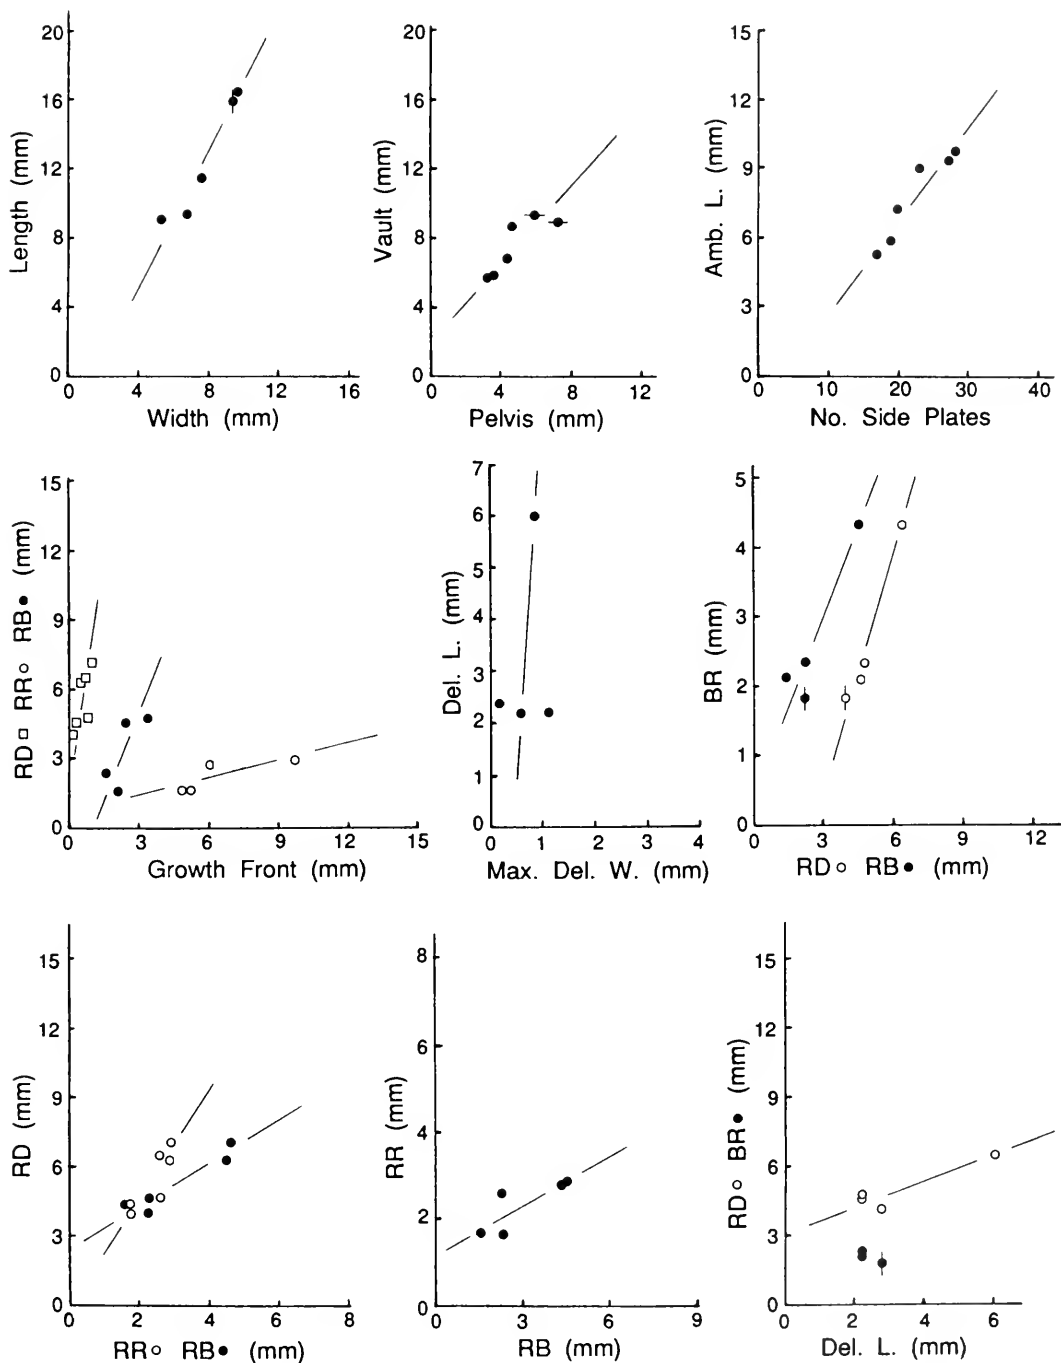 20
16
12
8
4
0
Length (mm)
0 4 8 12 16
Width (mm)
20
16
12
8
4
0
Vault (mm)
0 4 8 12
Pelvis (mm)
15
12
9
6
3
0
Amb. L. (mm)
0 10 20 30 40
No. Side Plates
15
12
9
6
3
0
RD □ RR ○ RB ● (mm)
0 3 6 9 12 15
Growth Front (mm)
7
6
5
4
3
2
1
0
Del. L. (mm)
0 1 2 3 4
Max. Del. W. (mm)
5
4
3
2
1
0
BR (mm)
0 3 6 9 12
RD ○ RB ● (mm)
15
12
9
6
3
0
RD (mm)
0 2 4 6 8
RR ○ RB ● (mm)
8
6
4
2
0
RR (mm)
0 3 6 9
RB (mm)
15
12
9
6
3
0
RD ○ BR ● (mm)
0 2 4 6
Del. L. (mm)